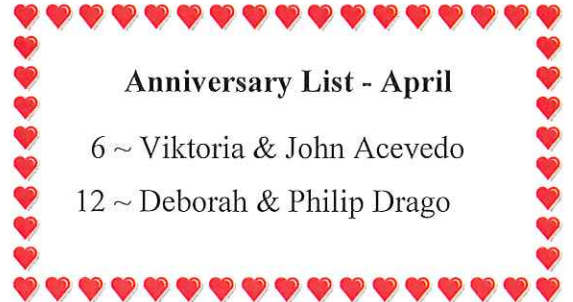 Anniversary List - April
6 ~ Viktoria & John Acevedo
12 ~ Deborah & Philip Drago